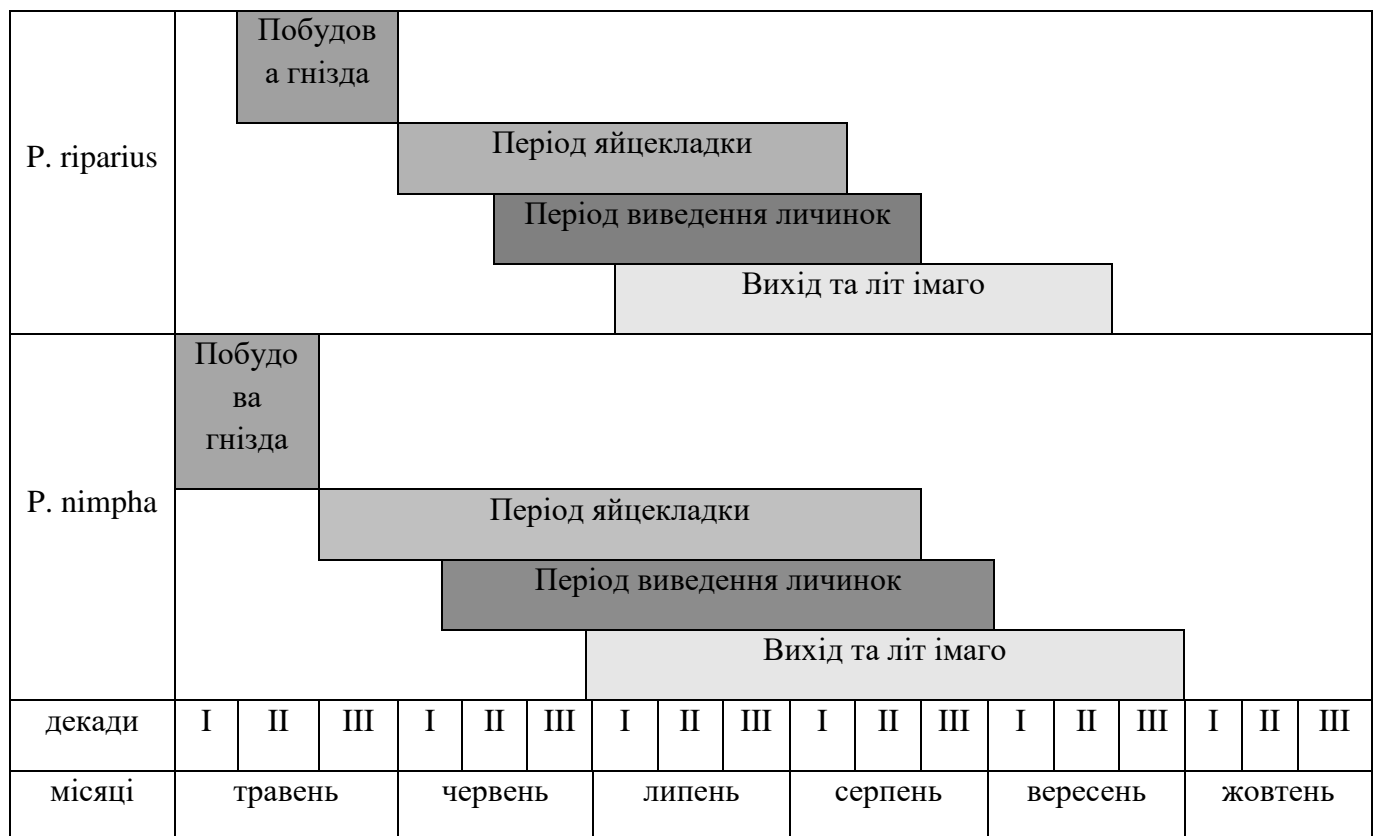 Побудов
а гнізда
P. riparius
Період яйцекладки
Період виведення личинок
Вихід та літ імаго
Побудо
ва
гнізда
P. nimpha
Період яйцекладки
Період виведення личинок
Вихід та літ імаго
декади I II III I II III I II III I II III I II III I II III
місяці травень червень липень серпень вересень жовтень